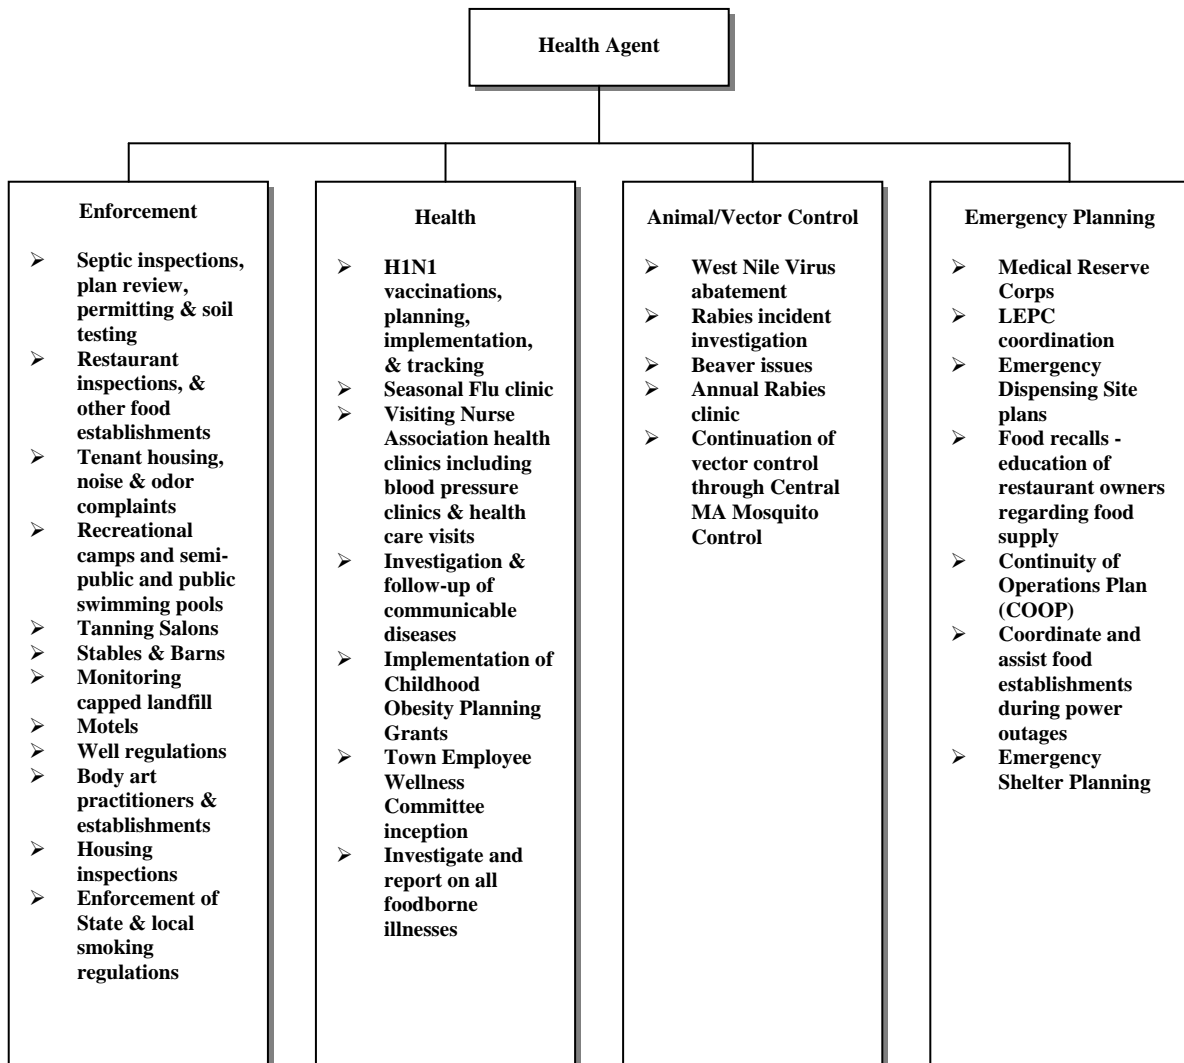 Health Agent
Enforcement
➢ Septic inspections,
plan review,
permitting & soil
testing
➢ Restaurant
inspections, &
other food
establishments
➢ Tenant housing,
noise & odor
complaints
➢ Recreational
camps and semi-
public and public
swimming pools
➢ Tanning Salons
➢ Stables & Barns
➢ Monitoring
capped landfill
➢ Motels
➢ Well regulations
➢ Body art
practitioners &
establishments
➢ Housing
inspections
➢ Enforcement of
State & local
smoking
regulations
Health
➢ H1N1
vaccinations,
planning,
implementation,
& tracking
➢ Seasonal Flu clinic
➢ Visiting Nurse
Association health
clinics including
blood pressure
clinics & health
care visits
➢ Investigation &
follow-up of
communicable
diseases
➢ Implementation of
Childhood
Obesity Planning
Grants
➢ Town Employee
Wellness
Committee
inception
➢ Investigate and
report on all
foodborne
illnesses
Animal/Vector Control
➢ West Nile Virus
abatement
➢ Rabies incident
investigation
➢ Beaver issues
➢ Annual Rabies
clinic
➢ Continuation of
vector control
through Central
MA Mosquito
Control
Emergency Planning
➢ Medical Reserve
Corps
➢ LEPC
coordination
➢ Emergency
Dispensing Site
plans
➢ Food recalls -
education of
restaurant owners
regarding food
supply
➢ Continuity of
Operations Plan
(COOP)
➢ Coordinate and
assist food
establishments
during power
outages
➢ Emergency
Shelter Planning